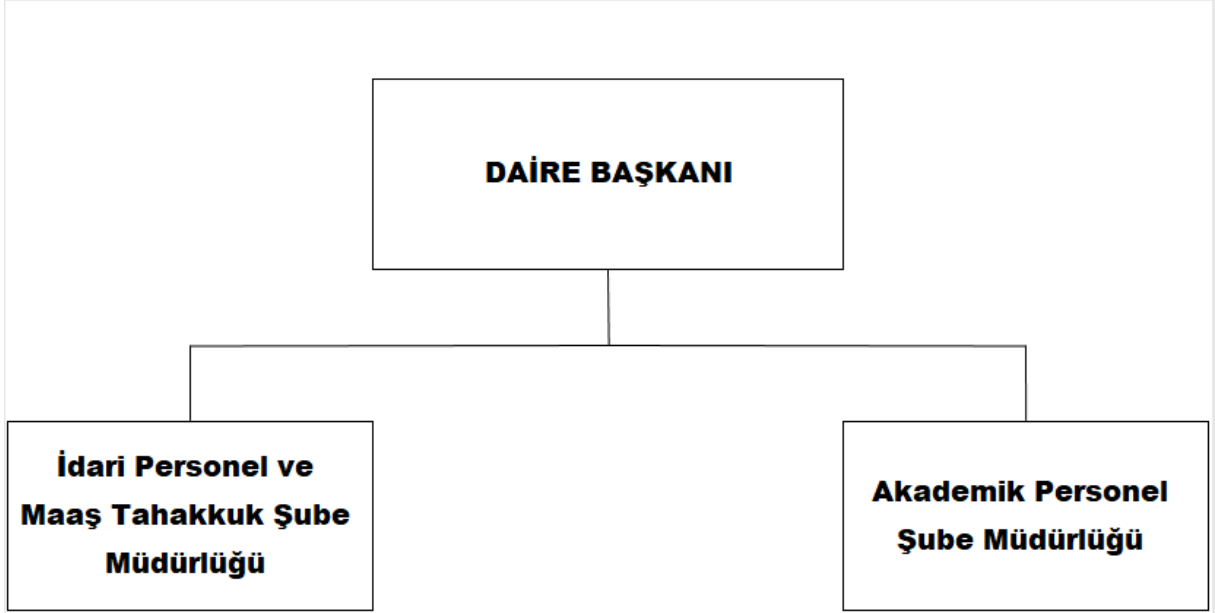 DAİRE BAŞKANI
İdari Personel ve
Maaş Tahakkuk Şube
Müdürlüğü
Akademik Personel
Şube Müdürlüğü